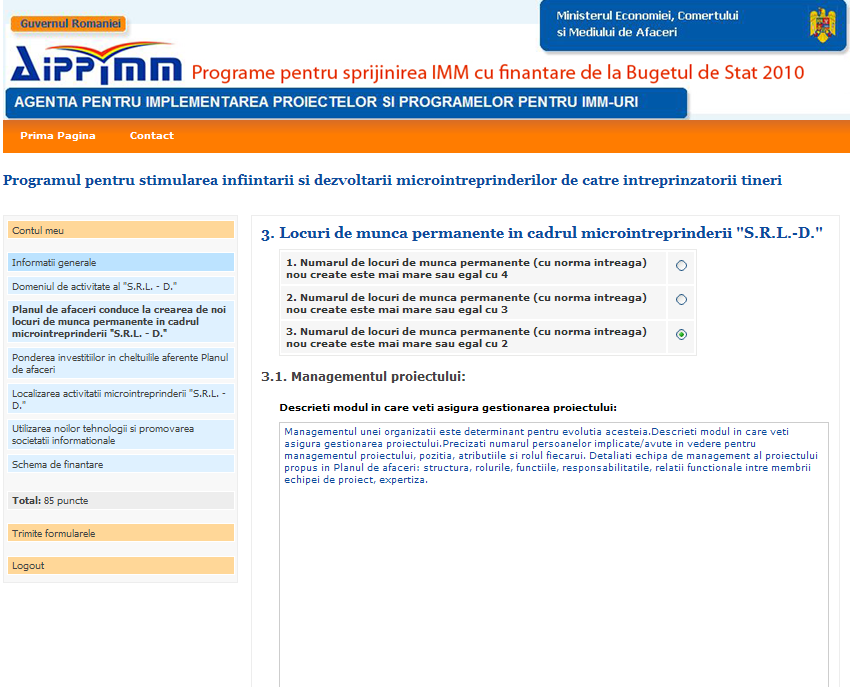 Guvernul Romaniei
Ministerul Economiei, Comertului
si Mediului de Afaceri
AIPPIMM
Programe pentru sprijinirea IMM cu finantare de la Bugetul de Stat 2010
AGENTIA PENTRU IMPLEMENTAREA PROIECTELOR SI PROGRAMELOR PENTRU IMM-URI
Prima Pagina
Contact
Programul pentru stimularea infiintarii si dezvoltarii microintreprinderilor de catre intreprinzatorii tineri
Contul meu
Informatii generale
Domeniul de activitate al "S.R.L. - D."
Planul de afaceri conduce la crearea de noi
locuri de munca permanente in cadrul
microintreprinderii "S.R.L. - D."
Ponderea investitiilor in cheltuilile aferente Planul
de afaceri
Localizarea activitatii microintreprinderii "S.R.L. -
D."
Utilizarea noilor tehnologii si promovarea
societatii informationale
Schema de finantare
Total: 85 puncte
Trimite formularele
Logout
3. Locuri de munca permanente in cadrul microintreprinderii "S.R.L.-D."
1. Numarul de locuri de munca permanente (cu norma intreaga)
nou create este mai mare sau egal cu 4
2. Numarul de locuri de munca permanente (cu norma intreaga)
nou create este mai mare sau egal cu 3
3. Numarul de locuri de munca permanente (cu norma intreaga)
nou create este mai mare sau egal cu 2
3.1. Managementul proiectului:
Descrieti modul in care veti asigura gestionarea proiectului:
Managementul unei organizatii este determinant pentru evolutia acesteia.Descrieti modul in care veti
asigura gestionarea proiectului.Precizati numarul persoanelor implicate/avute in vedere pentru
managementul proiectului, pozitia, atributiile si rolul fiecarui. Detaliati echipa de management al proiectului
propus in Planul de afaceri: structura, rolurile, functiile, responsabilitatile, relatii functionale intre membrii
echipei de proiect, expertiza.